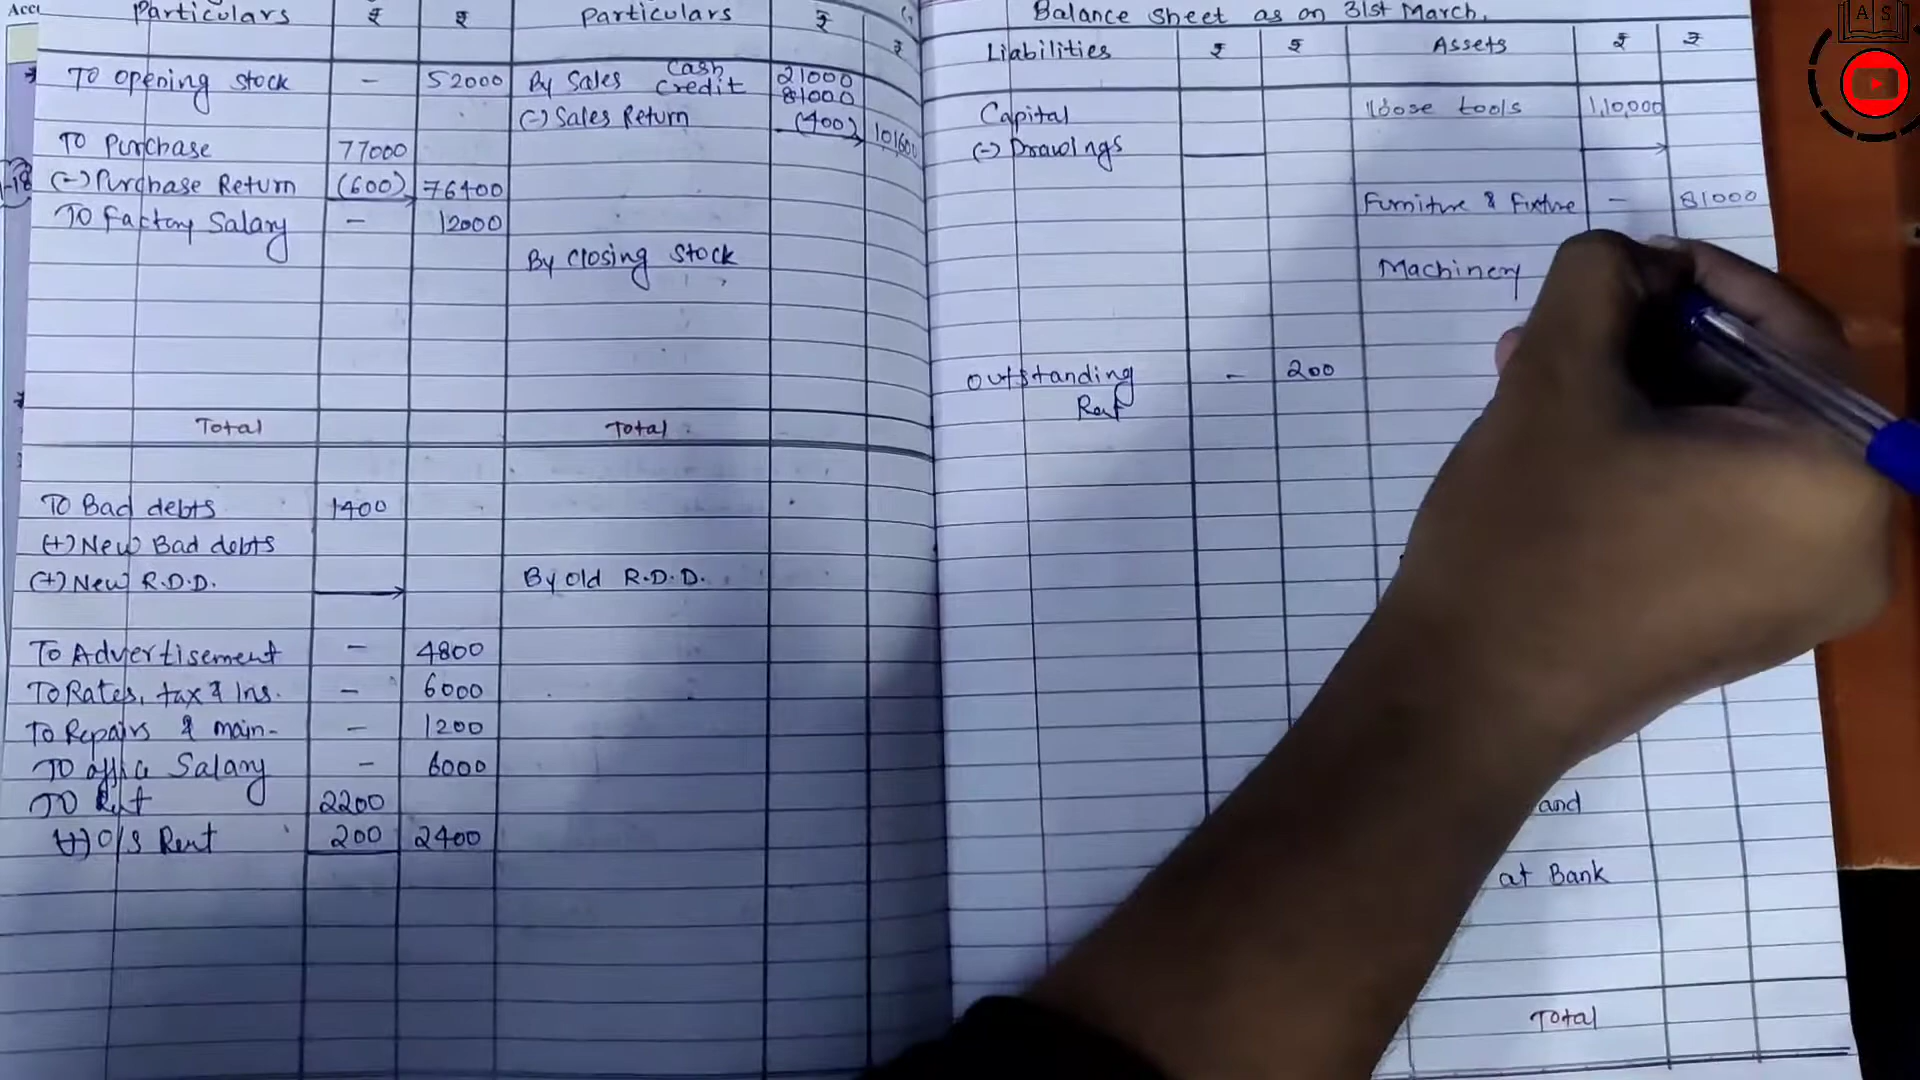 Acct
Particulars ₹ ₹ Particulars ₹ ₹
To opening stock - 52000 By Sales cash 21000
credit 81000
(-) Sales Return (400) 101600
To Purchase 77000
(-) Purchase Return (600) 76400
To Factory Salary - 12000
By closing stock
Total Total
To Bad debts 1400
(+) New Bad debts
(+) New R.D.D. By Old R.D.D.
To Advertisement - 4800
To Rates, tax & Ins. - 6000
To Repairs & main- - 1200
To office Salary - 6000
To Rent 2200
(+) O/S Rent 200 2400
Balance Sheet as on 31st March,
Liabilities ₹ ₹ Assets ₹ ₹
Capital loose tools 1,10,000
(-) Drawings
Furniture & Fixture - 81000
Machinery
Outstanding - 200
Rent
and
at Bank
Total
A S